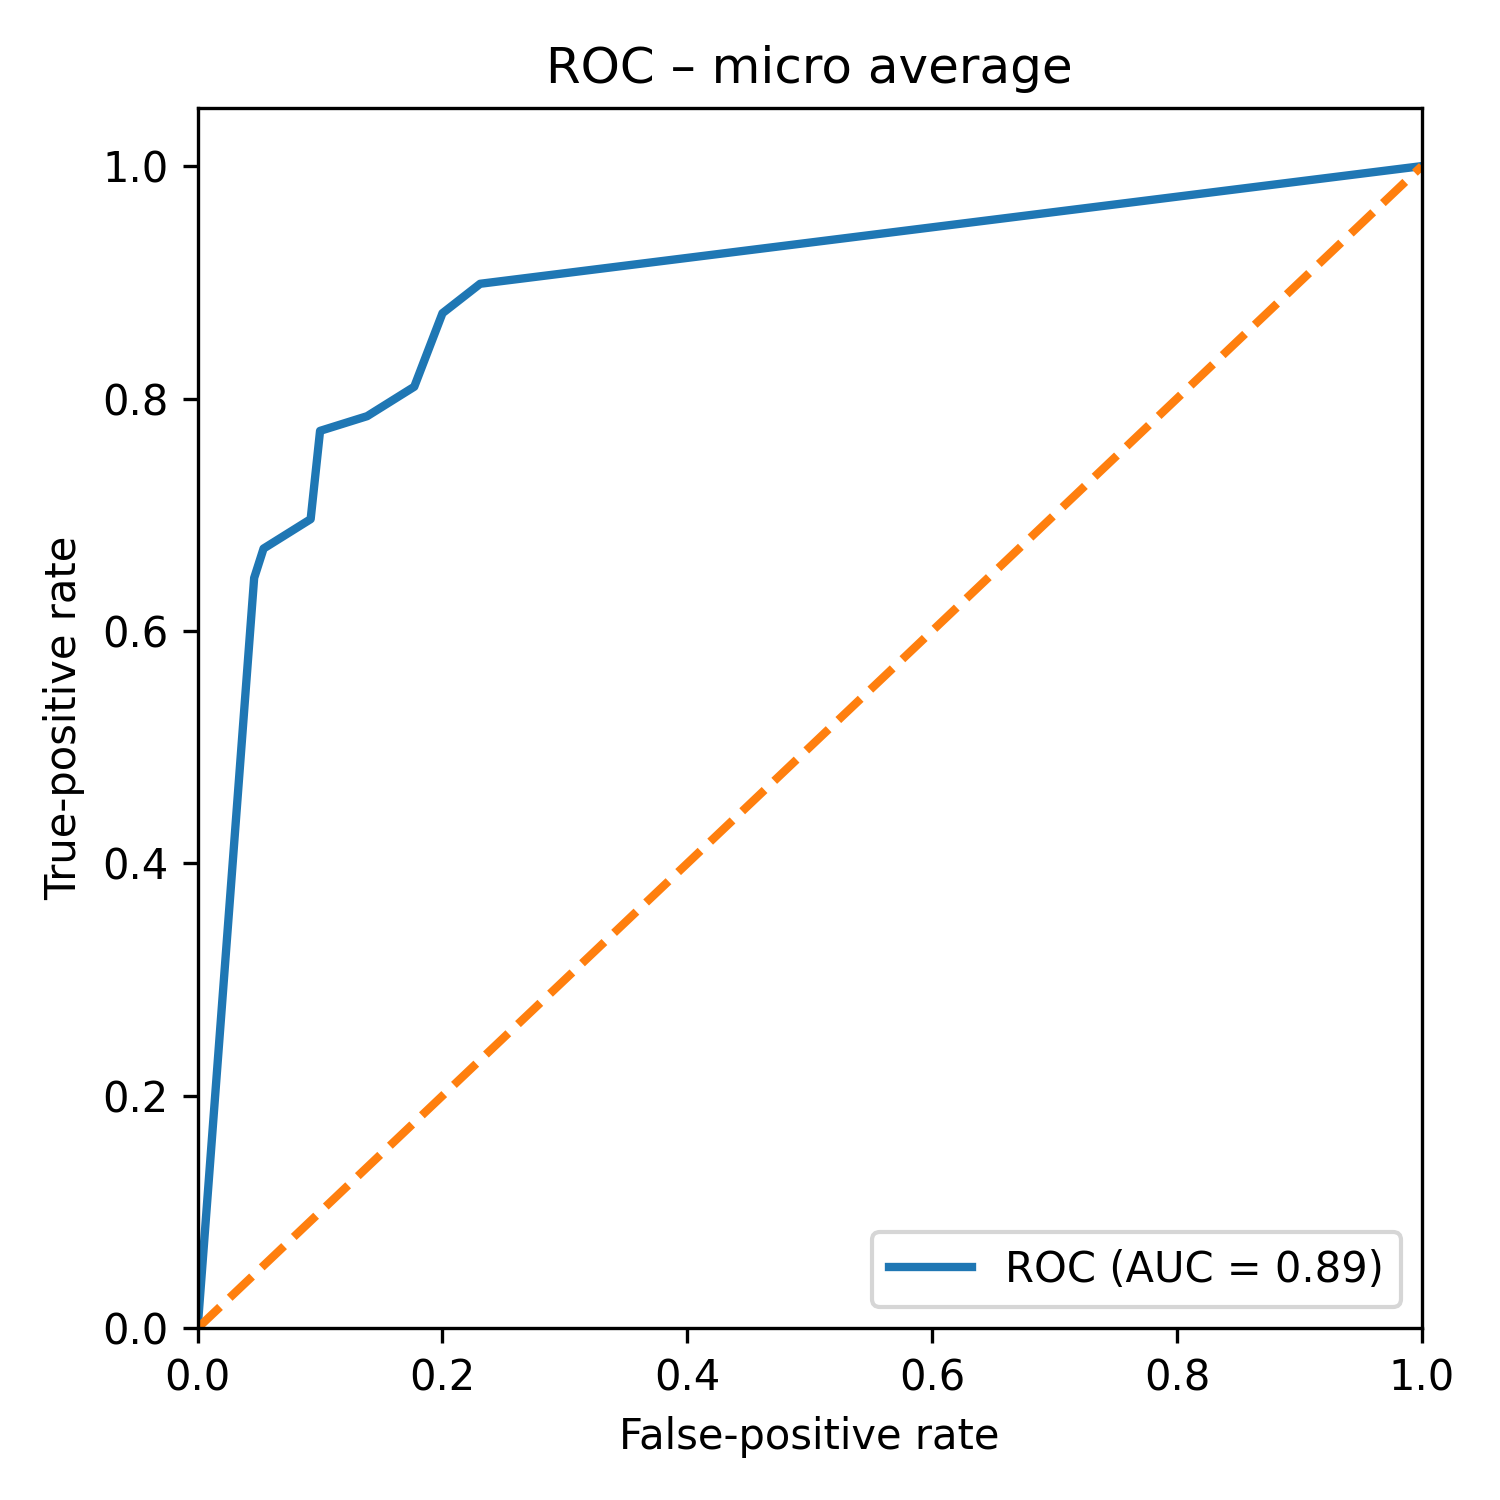 ROC – micro average
1.0
0.8
0.6
0.4
0.2
0.0
True-positive rate
ROC (AUC = 0.89)
0.0 0.2 0.4 0.6 0.8 1.0
False-positive rate